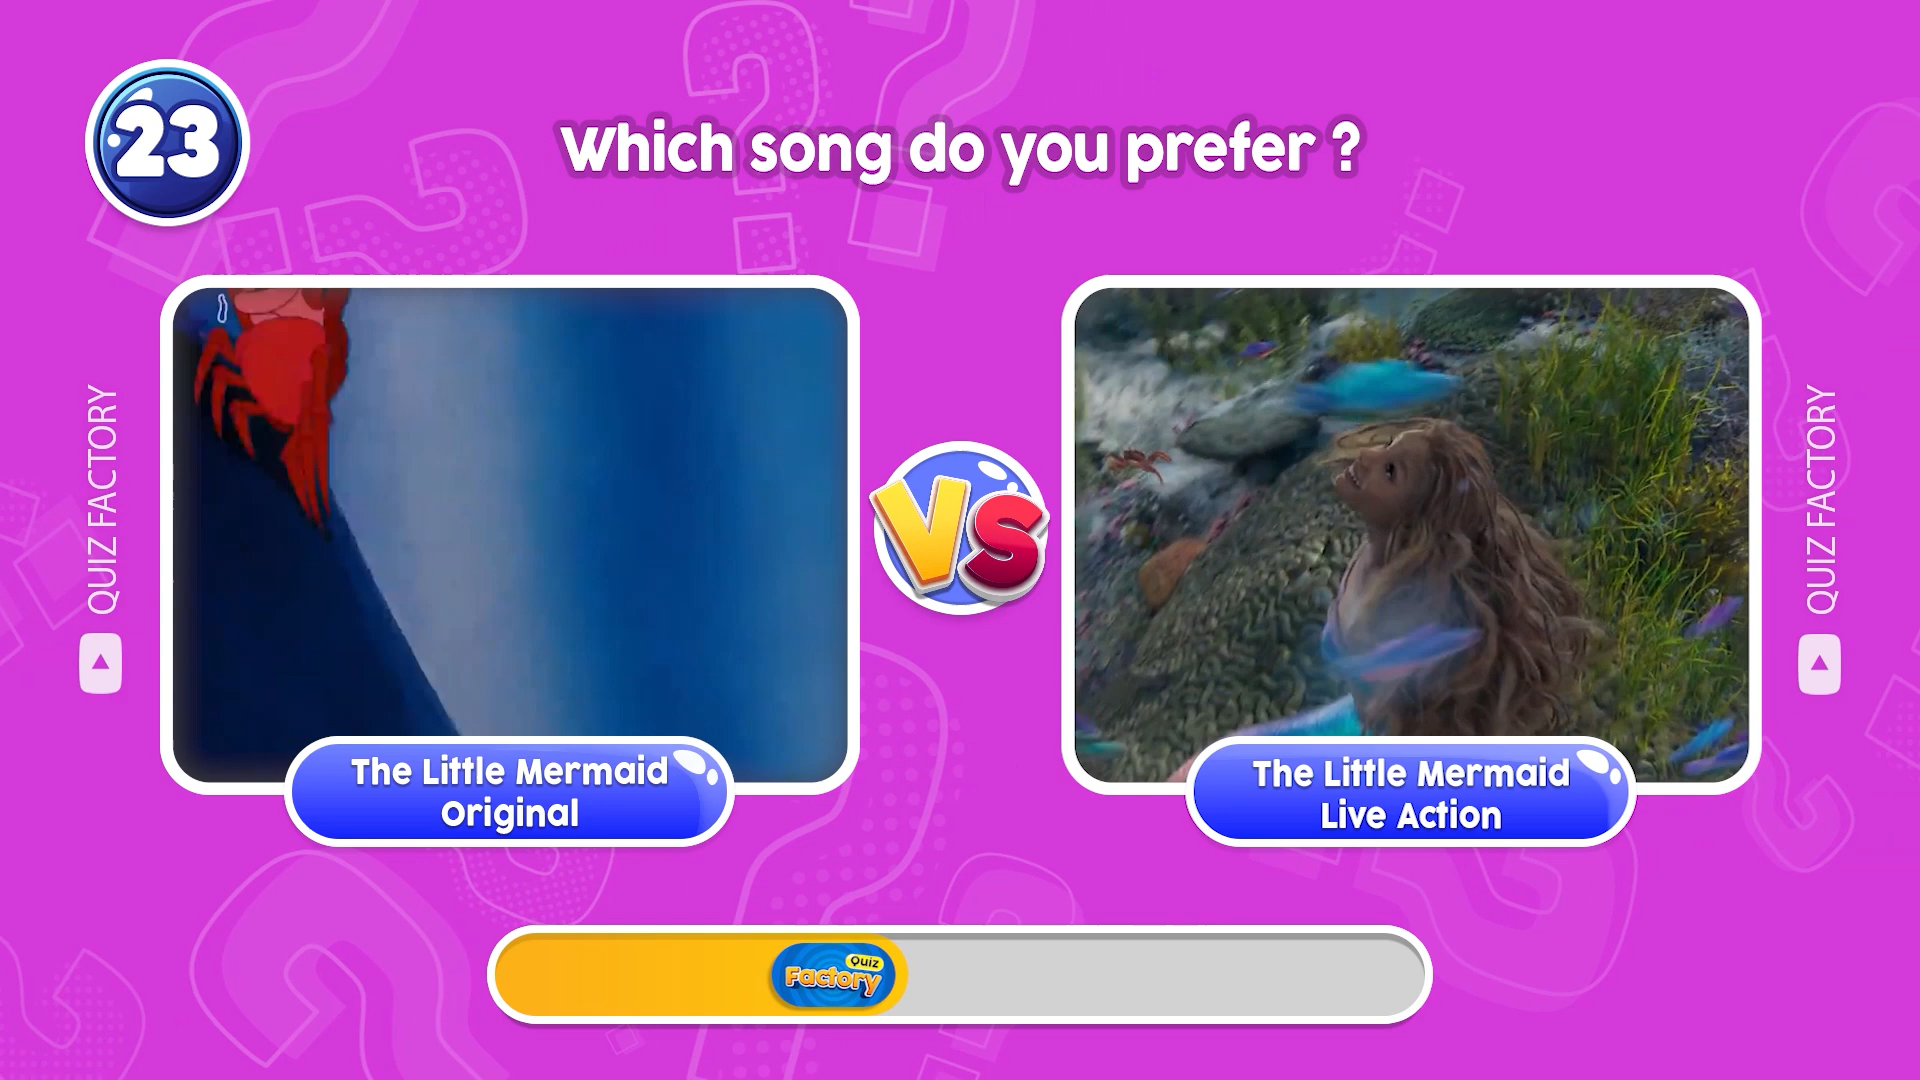 23
Which song do you prefer ?
QUIZ FACTORY
VS
QUIZ FACTORY
The Little Mermaid
Original
The Little Mermaid
Live Action
Quiz
Factory